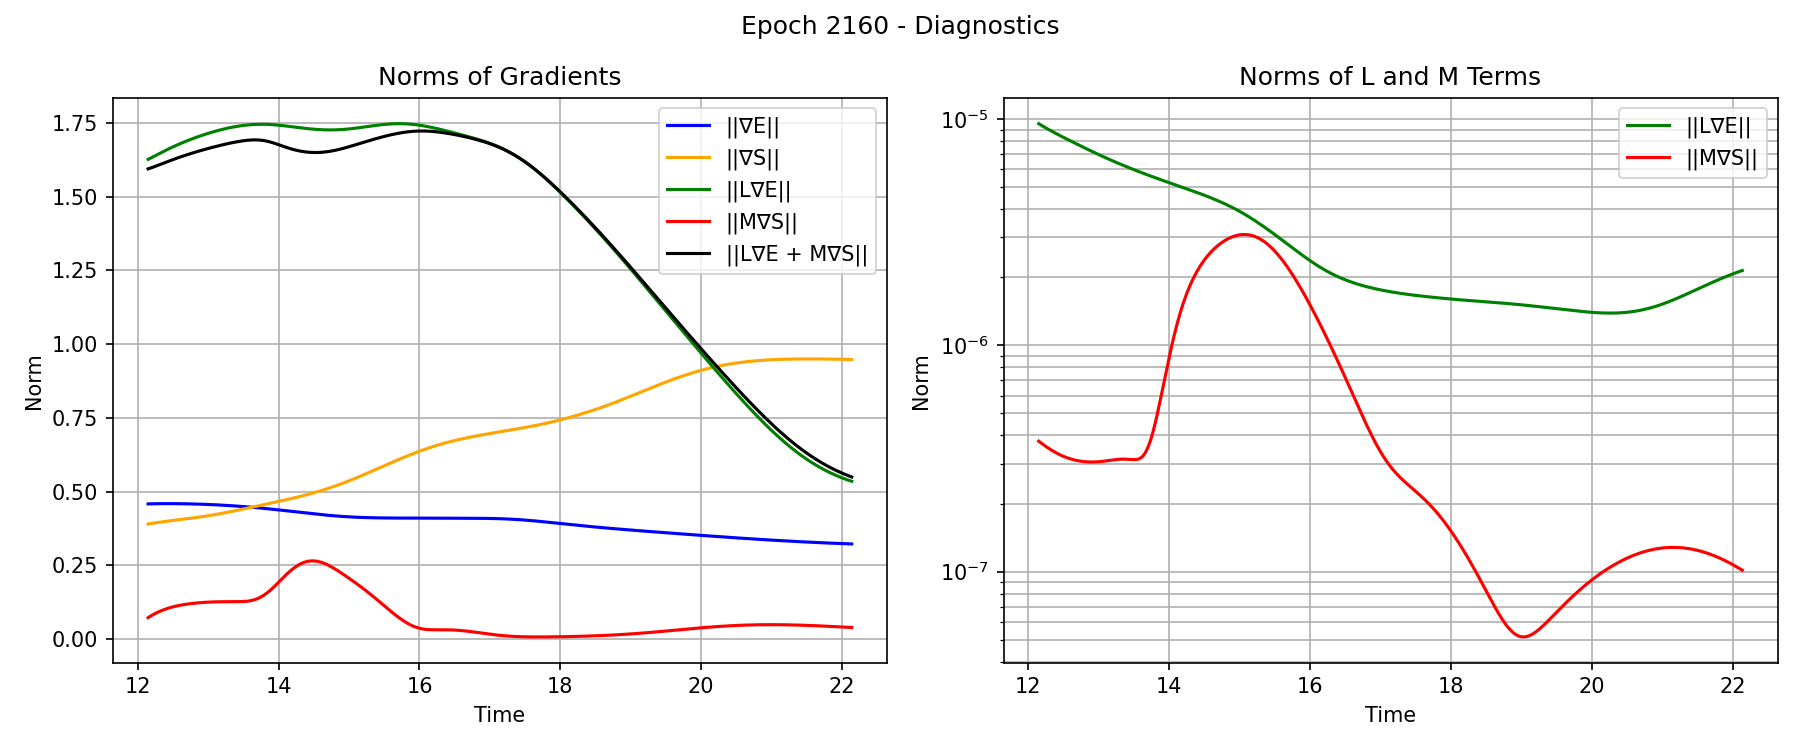 Epoch 2160 - Diagnostics
Norms of Gradients
1.75
1.50
1.25
1.00
0.75
0.50
0.25
0.00
Norm
12 14 16 18 20 22
Time
||∇E||
||∇S||
||L∇E||
||M∇S||
||L∇E + M∇S||
Norms of L and M Terms
10⁻⁵
10⁻⁶
10⁻⁷
Norm
12 14 16 18 20 22
Time
||L∇E||
||M∇S||